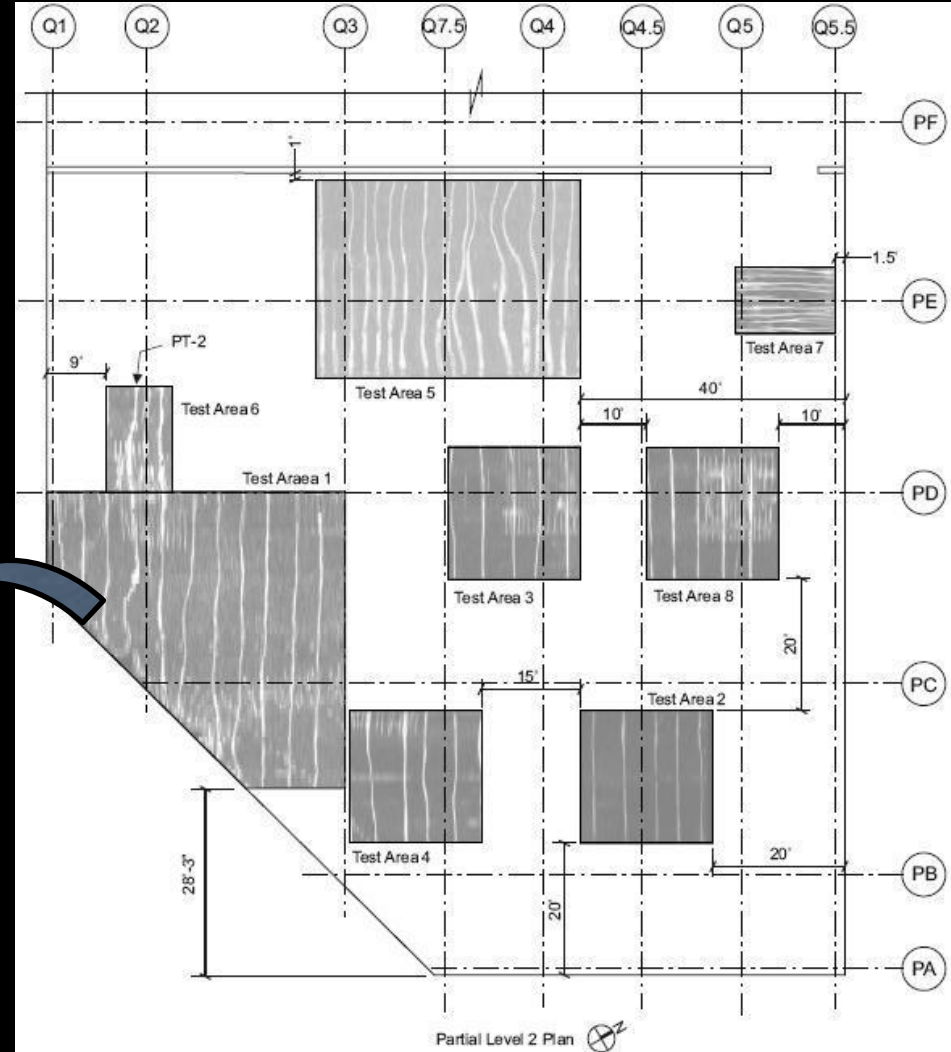 Q1 Q2 Q3 Q7.5 Q4 Q4.5 Q5 Q5.5
PF
1'
1.5'
PE
PT-2
Test Area 7
9'
Test Area 5
40'
Test Area 6
10' 10'
Test Araea 1
PD
Test Area 3 Test Area 8
20'
15' PC
Test Area 2
Test Area 4
20'
28'-3" PB
20'
PA
Partial Level 2 Plan N